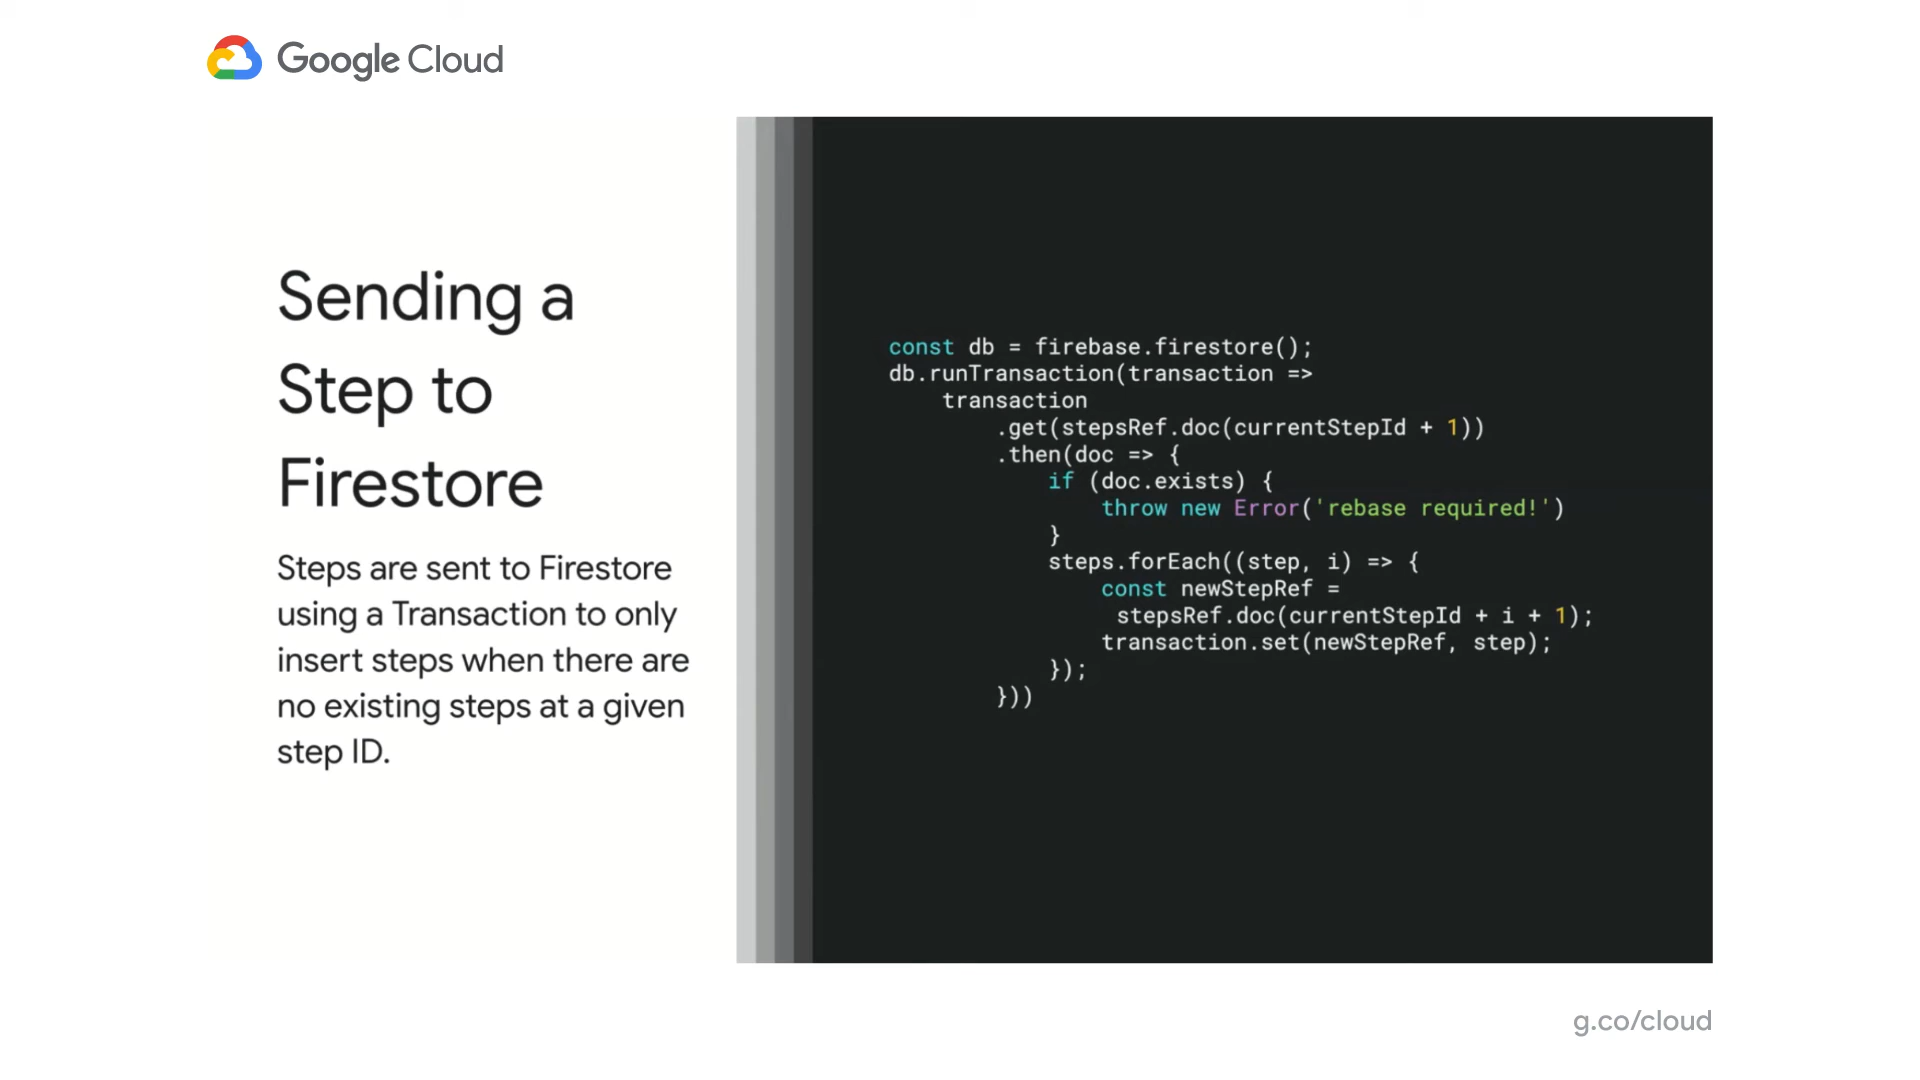 Google Cloud
Sending a
Step to
Firestore
Steps are sent to Firestore
using a Transaction to only
insert steps when there are
no existing steps at a given
step ID.
const db = firebase.firestore();
db.runTransaction(transaction =>
    transaction
        .get(stepsRef.doc(currentStepId + 1))
        .then(doc => {
            if (doc.exists) {
                throw new Error('rebase required!')
            }
            steps.forEach((step, i) => {
                const newStepRef =
                 stepsRef.doc(currentStepId + i + 1);
                transaction.set(newStepRef, step);
            });
        }))
g.co/cloud